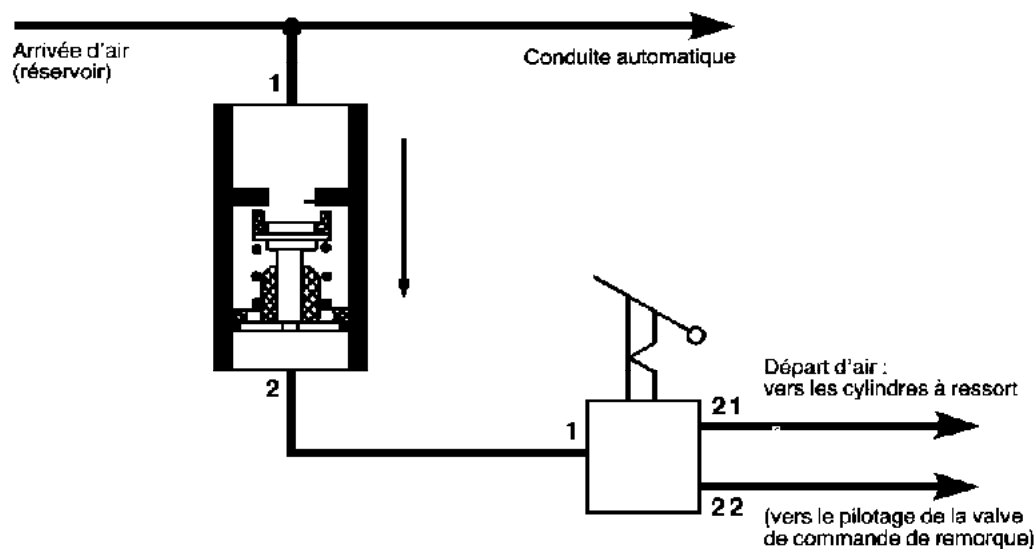 Arrivée d'air
(réservoir)
Conduite automatique
1
2
1
21
22
Départ d'air :
vers les cylindres à ressort
(vers le pilotage de la valve
de commande de remorque)